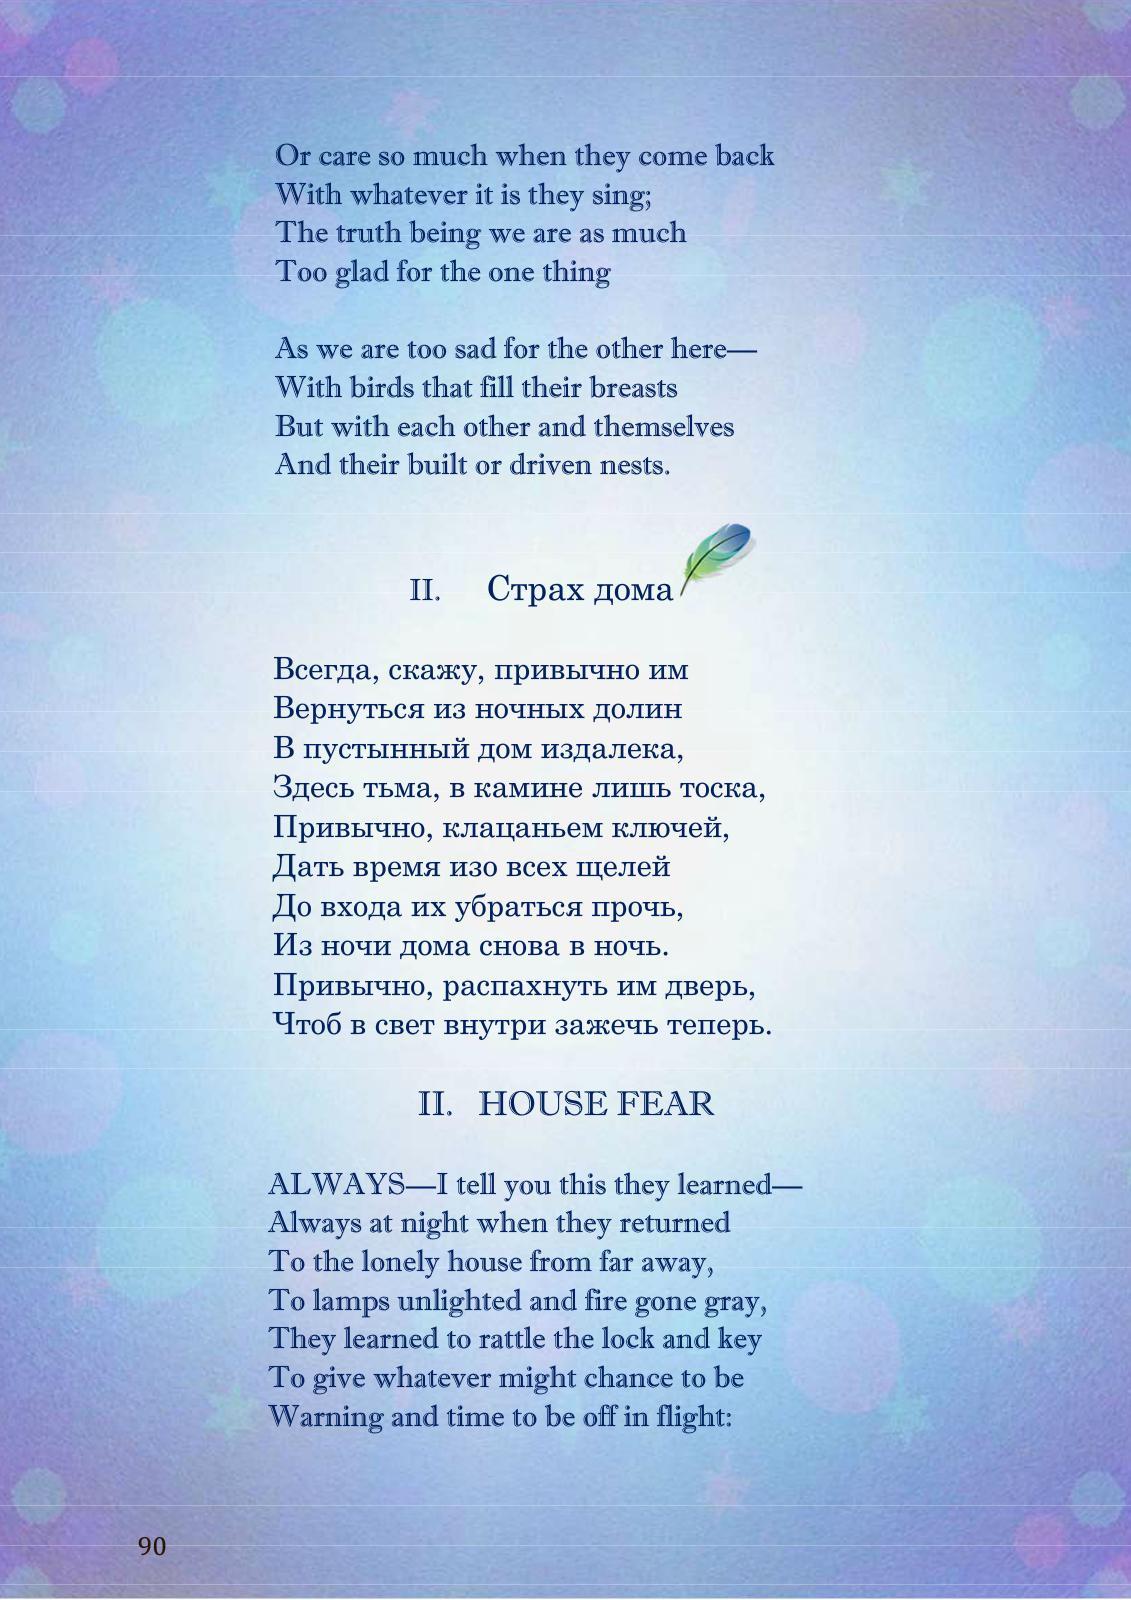 Or care so much when they come back
With whatever it is they sing;
The truth being we are as much
Too glad for the one thing
As we are too sad for the other here—
With birds that fill their breasts
But with each other and themselves
And their built or driven nests.
II. Страх дома
Всегда, скажу, привычно им
Вернуться из ночных долин
В пустынный дом издалека,
Здесь тьма, в камине лишь тоска,
Привычно, клацаньем ключей,
Дать время изо всех щелей
До входа их убраться прочь,
Из ночи дома снова в ночь.
Привычно, распахнуть им дверь,
Чтоб в свет внутри зажечь теперь.
II. HOUSE FEAR
ALWAYS—I tell you this they learned—
Always at night when they returned
To the lonely house from far away,
To lamps unlighted and fire gone gray,
They learned to rattle the lock and key
To give whatever might chance to be
Warning and time to be off in flight:
90